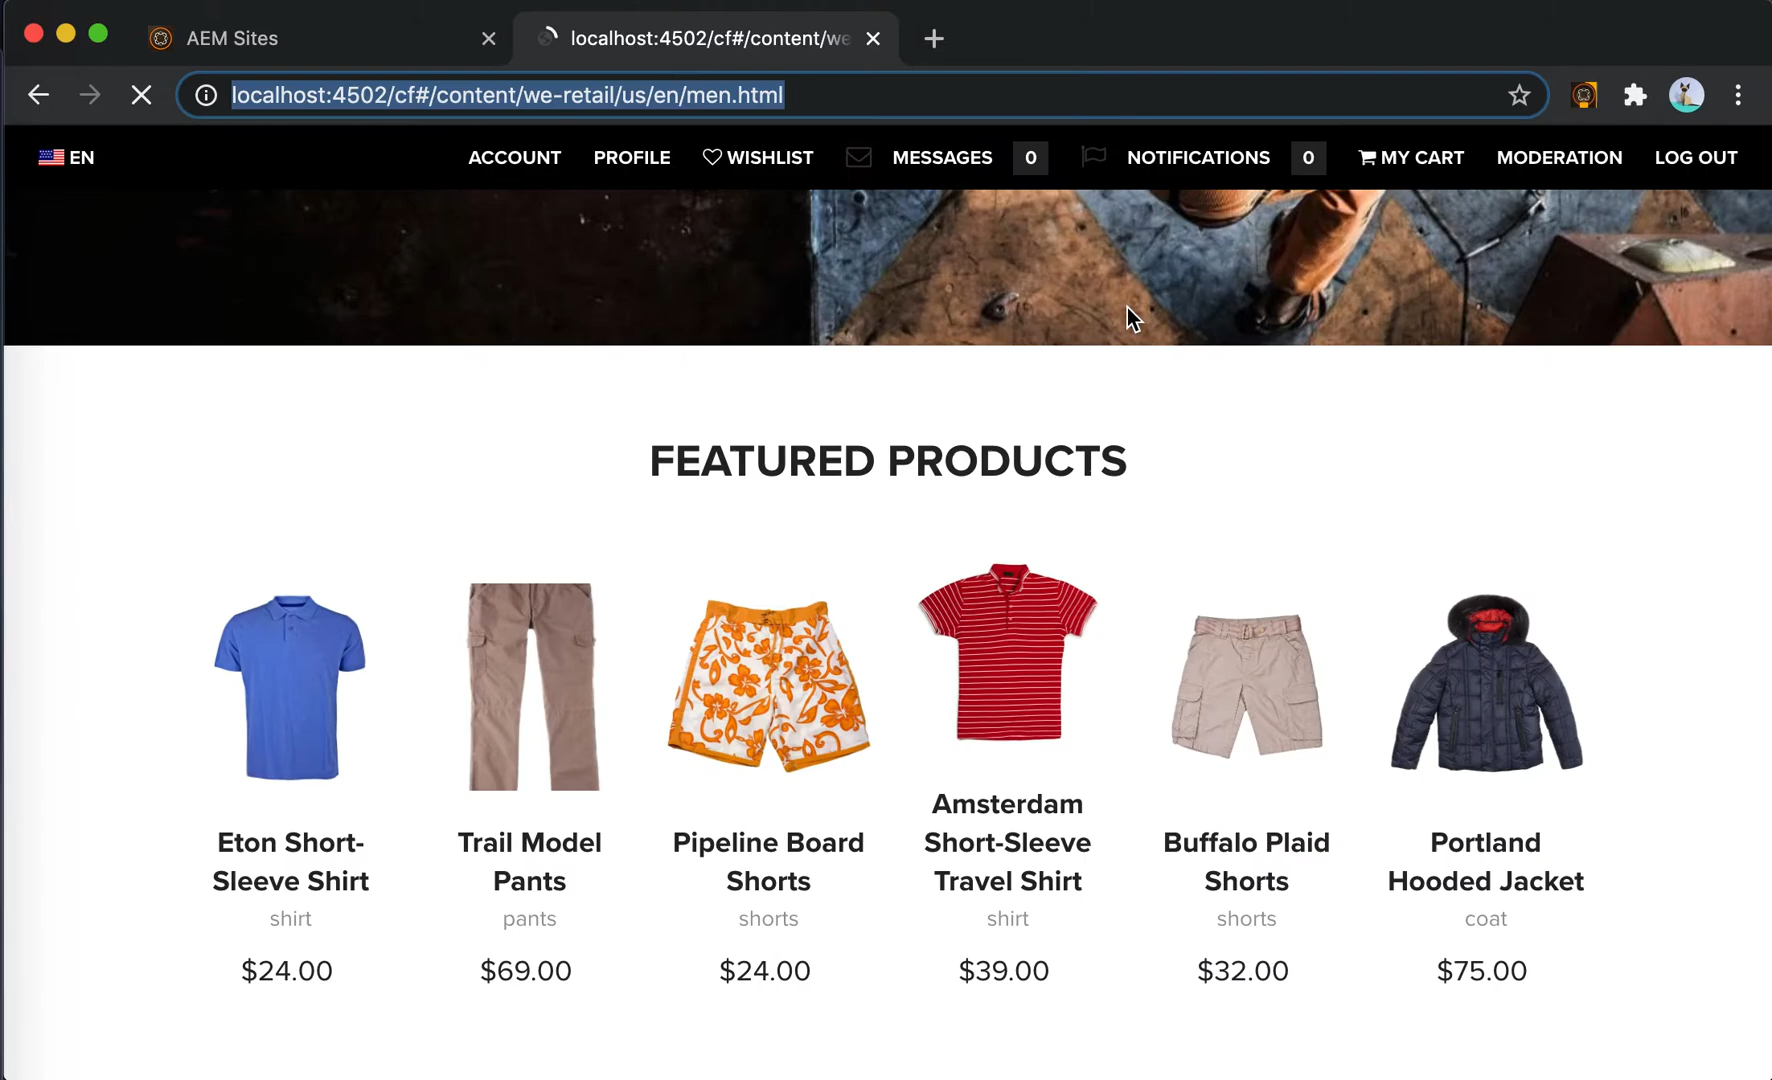 AEM Sites
localhost:4502/cf#/content/we
localhost:4502/cf#/content/we-retail/us/en/men.html
EN ACCOUNT PROFILE WISHLIST MESSAGES 0 NOTIFICATIONS 0 MY CART MODERATION LOG OUT
FEATURED PRODUCTS
Eton Short-
Sleeve Shirt
shirt
$24.00
Trail Model
Pants
pants
$69.00
Pipeline Board
Shorts
shorts
$24.00
Amsterdam
Short-Sleeve
Travel Shirt
shirt
$39.00
Buffalo Plaid
Shorts
shorts
$32.00
Portland
Hooded Jacket
coat
$75.00